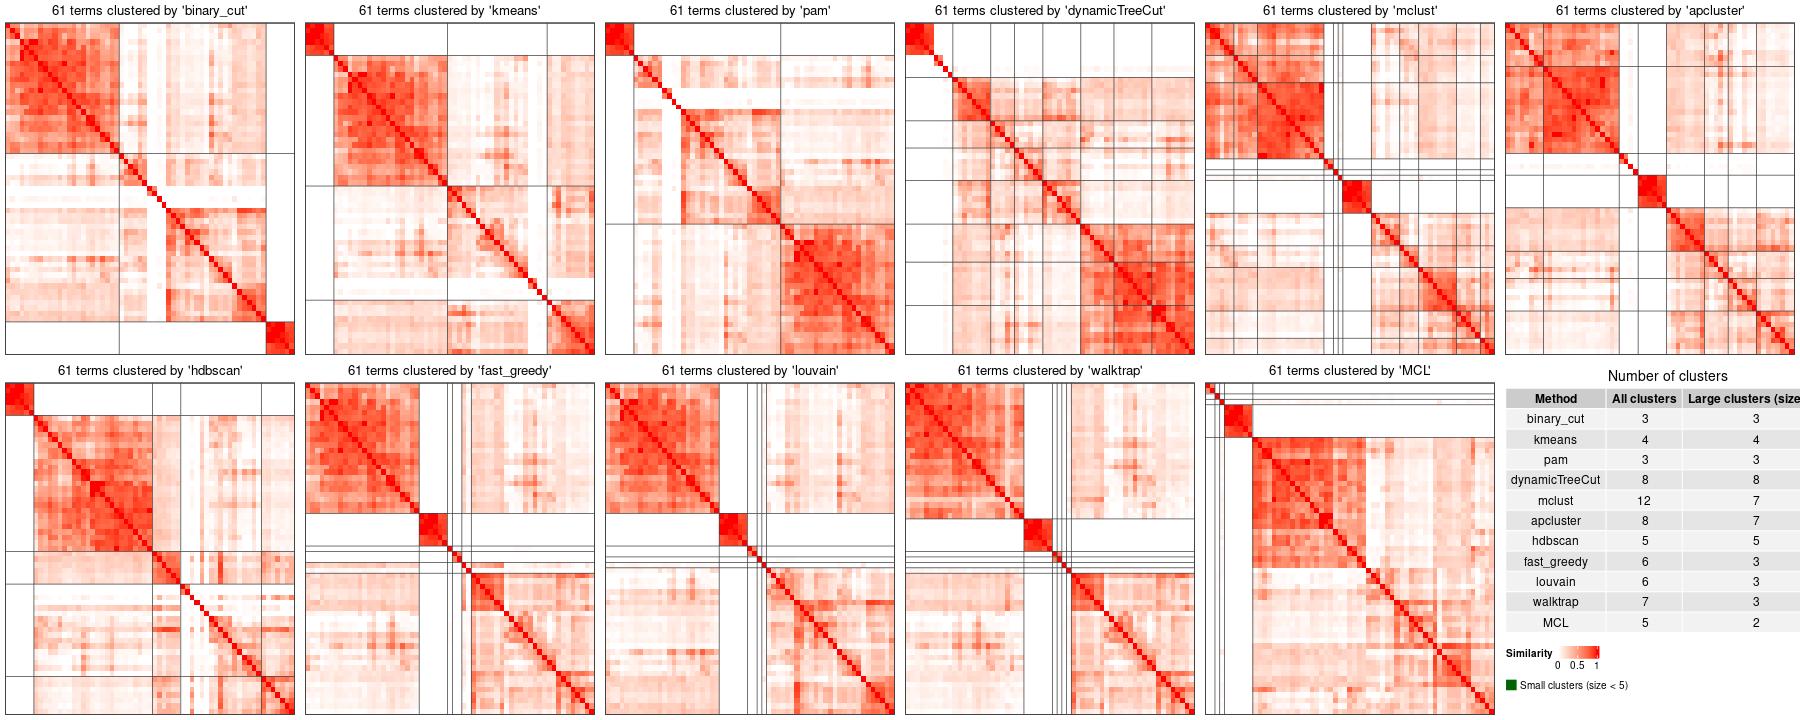 61 terms clustered by 'binary_cut'
61 terms clustered by 'kmeans'
61 terms clustered by 'pam'
61 terms clustered by 'dynamicTreeCut'
61 terms clustered by 'mclust'
61 terms clustered by 'apcluster'
61 terms clustered by 'hdbscan'
61 terms clustered by 'fast_greedy'
61 terms clustered by 'louvain'
61 terms clustered by 'walktrap'
61 terms clustered by 'MCL'
Number of clusters
Method All clusters Large clusters (size
binary_cut 3 3
kmeans 4 4
pam 3 3
dynamicTreeCut 8 8
mclust 12 7
apcluster 8 7
hdbscan 5 5
fast_greedy 6 3
louvain 6 3
walktrap 7 3
MCL 5 2
Similarity
0 0.5 1
Small clusters (size < 5)